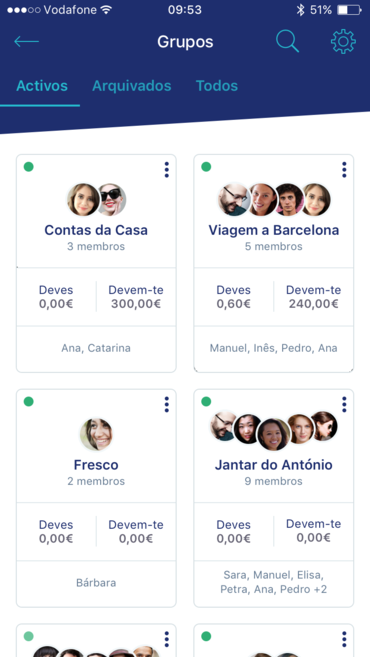 Vodafone 09:53 51%
Grupos
Activos Arquivados Todos
Contas da Casa
3 membros
Deves Devem-te
0,00€ 300,00€
Ana, Catarina
Viagem a Barcelona
5 membros
Deves Devem-te
0,60€ 240,00€
Manuel, Inês, Pedro, Ana
Fresco
2 membros
Deves Devem-te
0,00€ 0,00€
Bárbara
Jantar do António
9 membros
Deves Devem-te
0,00€ 0,00€
Sara, Manuel, Elisa,
Petra, Ana, Pedro +2